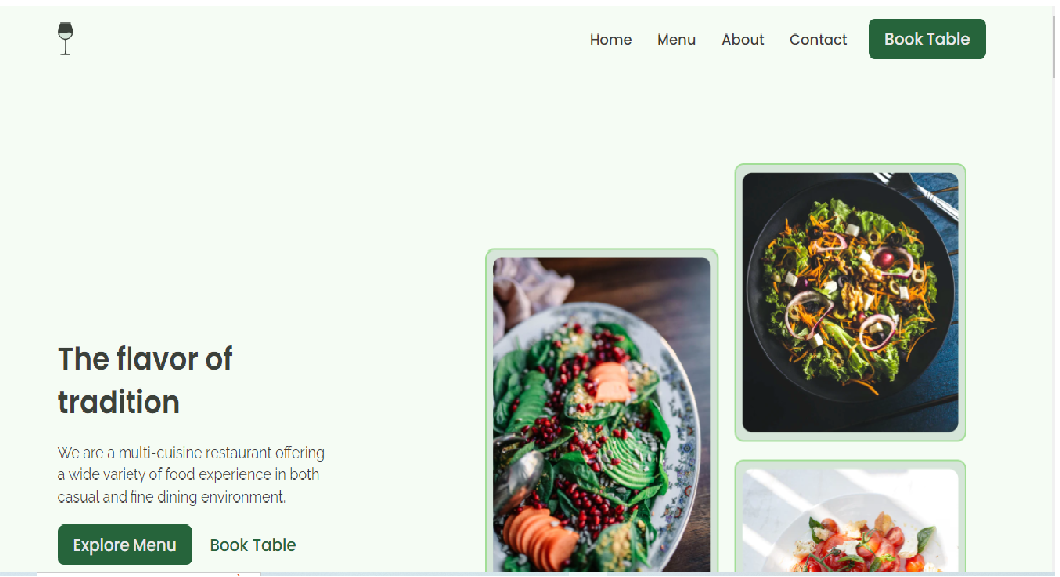 Home Menu About Contact Book Table
The flavor of
tradition
We are a multi-cuisine restaurant offering
a wide variety of food experience in both
casual and fine dining environment.
Explore Menu Book Table